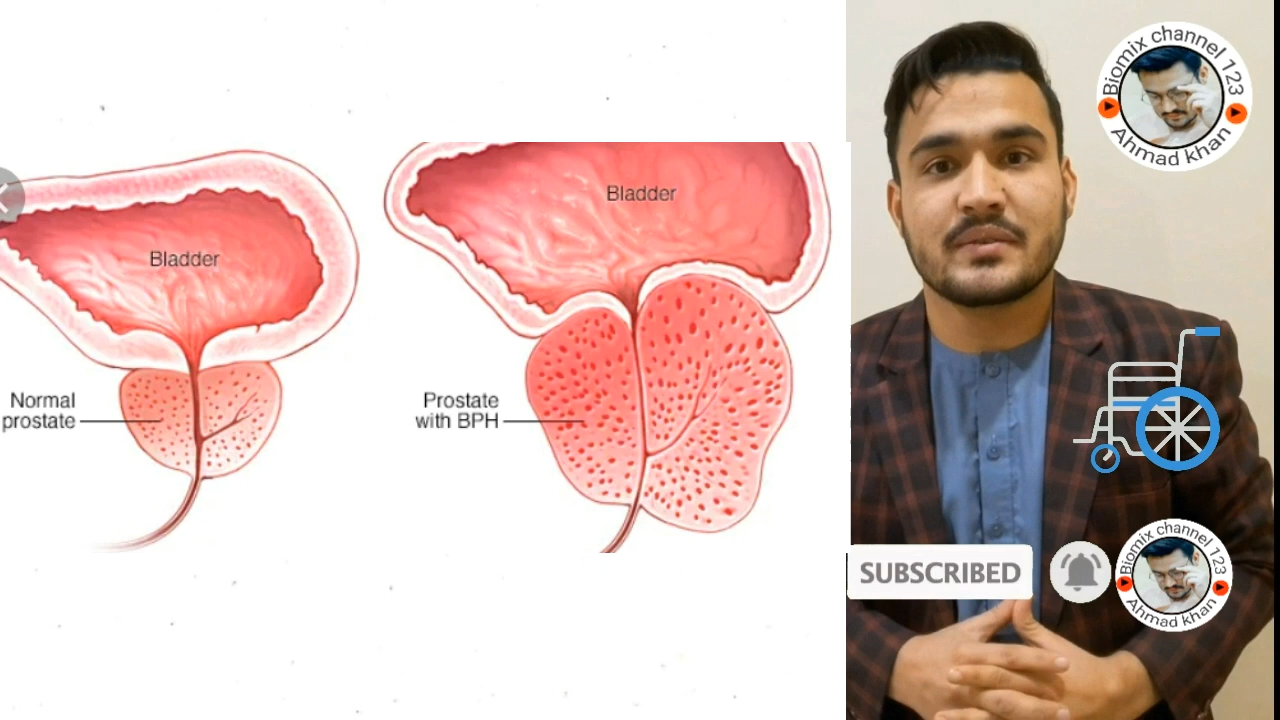 Bladder
Normal
prostate
Bladder
Prostate
with BPH
Biomix channel 123
Ahmad khan
SUBSCRIBED
Biomix channel 123
Ahmad khan